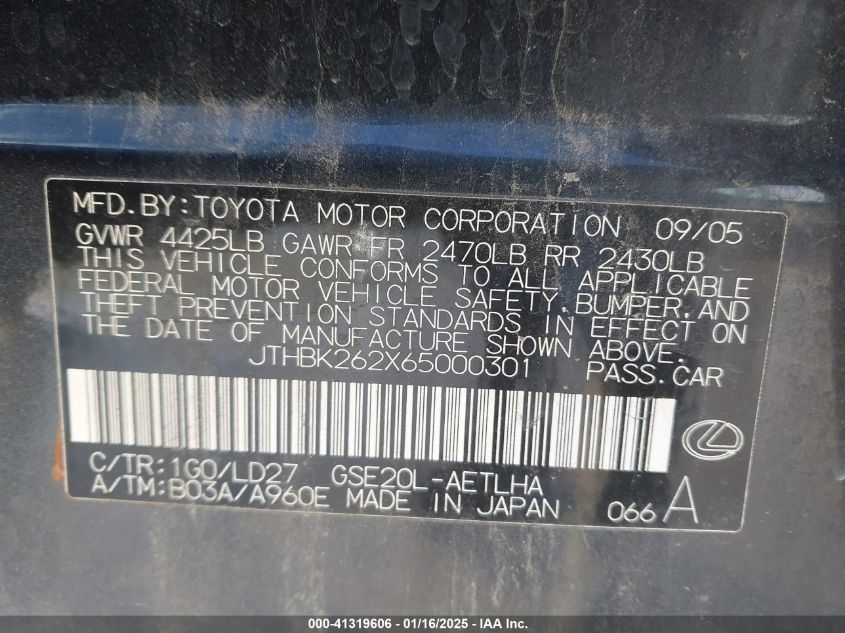 MFD.BY:TOYOTA MOTOR CORPORATION 09/05
GVWR 4425LB GAWR FR 2470LB RR 2430LB
THIS VEHICLE CONFORMS TO ALL APPLICABLE
FEDERAL MOTOR VEHICLE SAFETY,BUMPER,AND
THEFT PREVENTION STANDARDS IN EFFECT ON
THE DATE OF MANUFACTURE SHOWN ABOVE.
JTHBK262X65000301 PASS.CAR
C/TR:1G0/LD27 GSE20L-AETLHA
A/TM:B03A/A960E MADE IN JAPAN 066 A
000-41319606 - 01/16/2025 - IAA Inc.